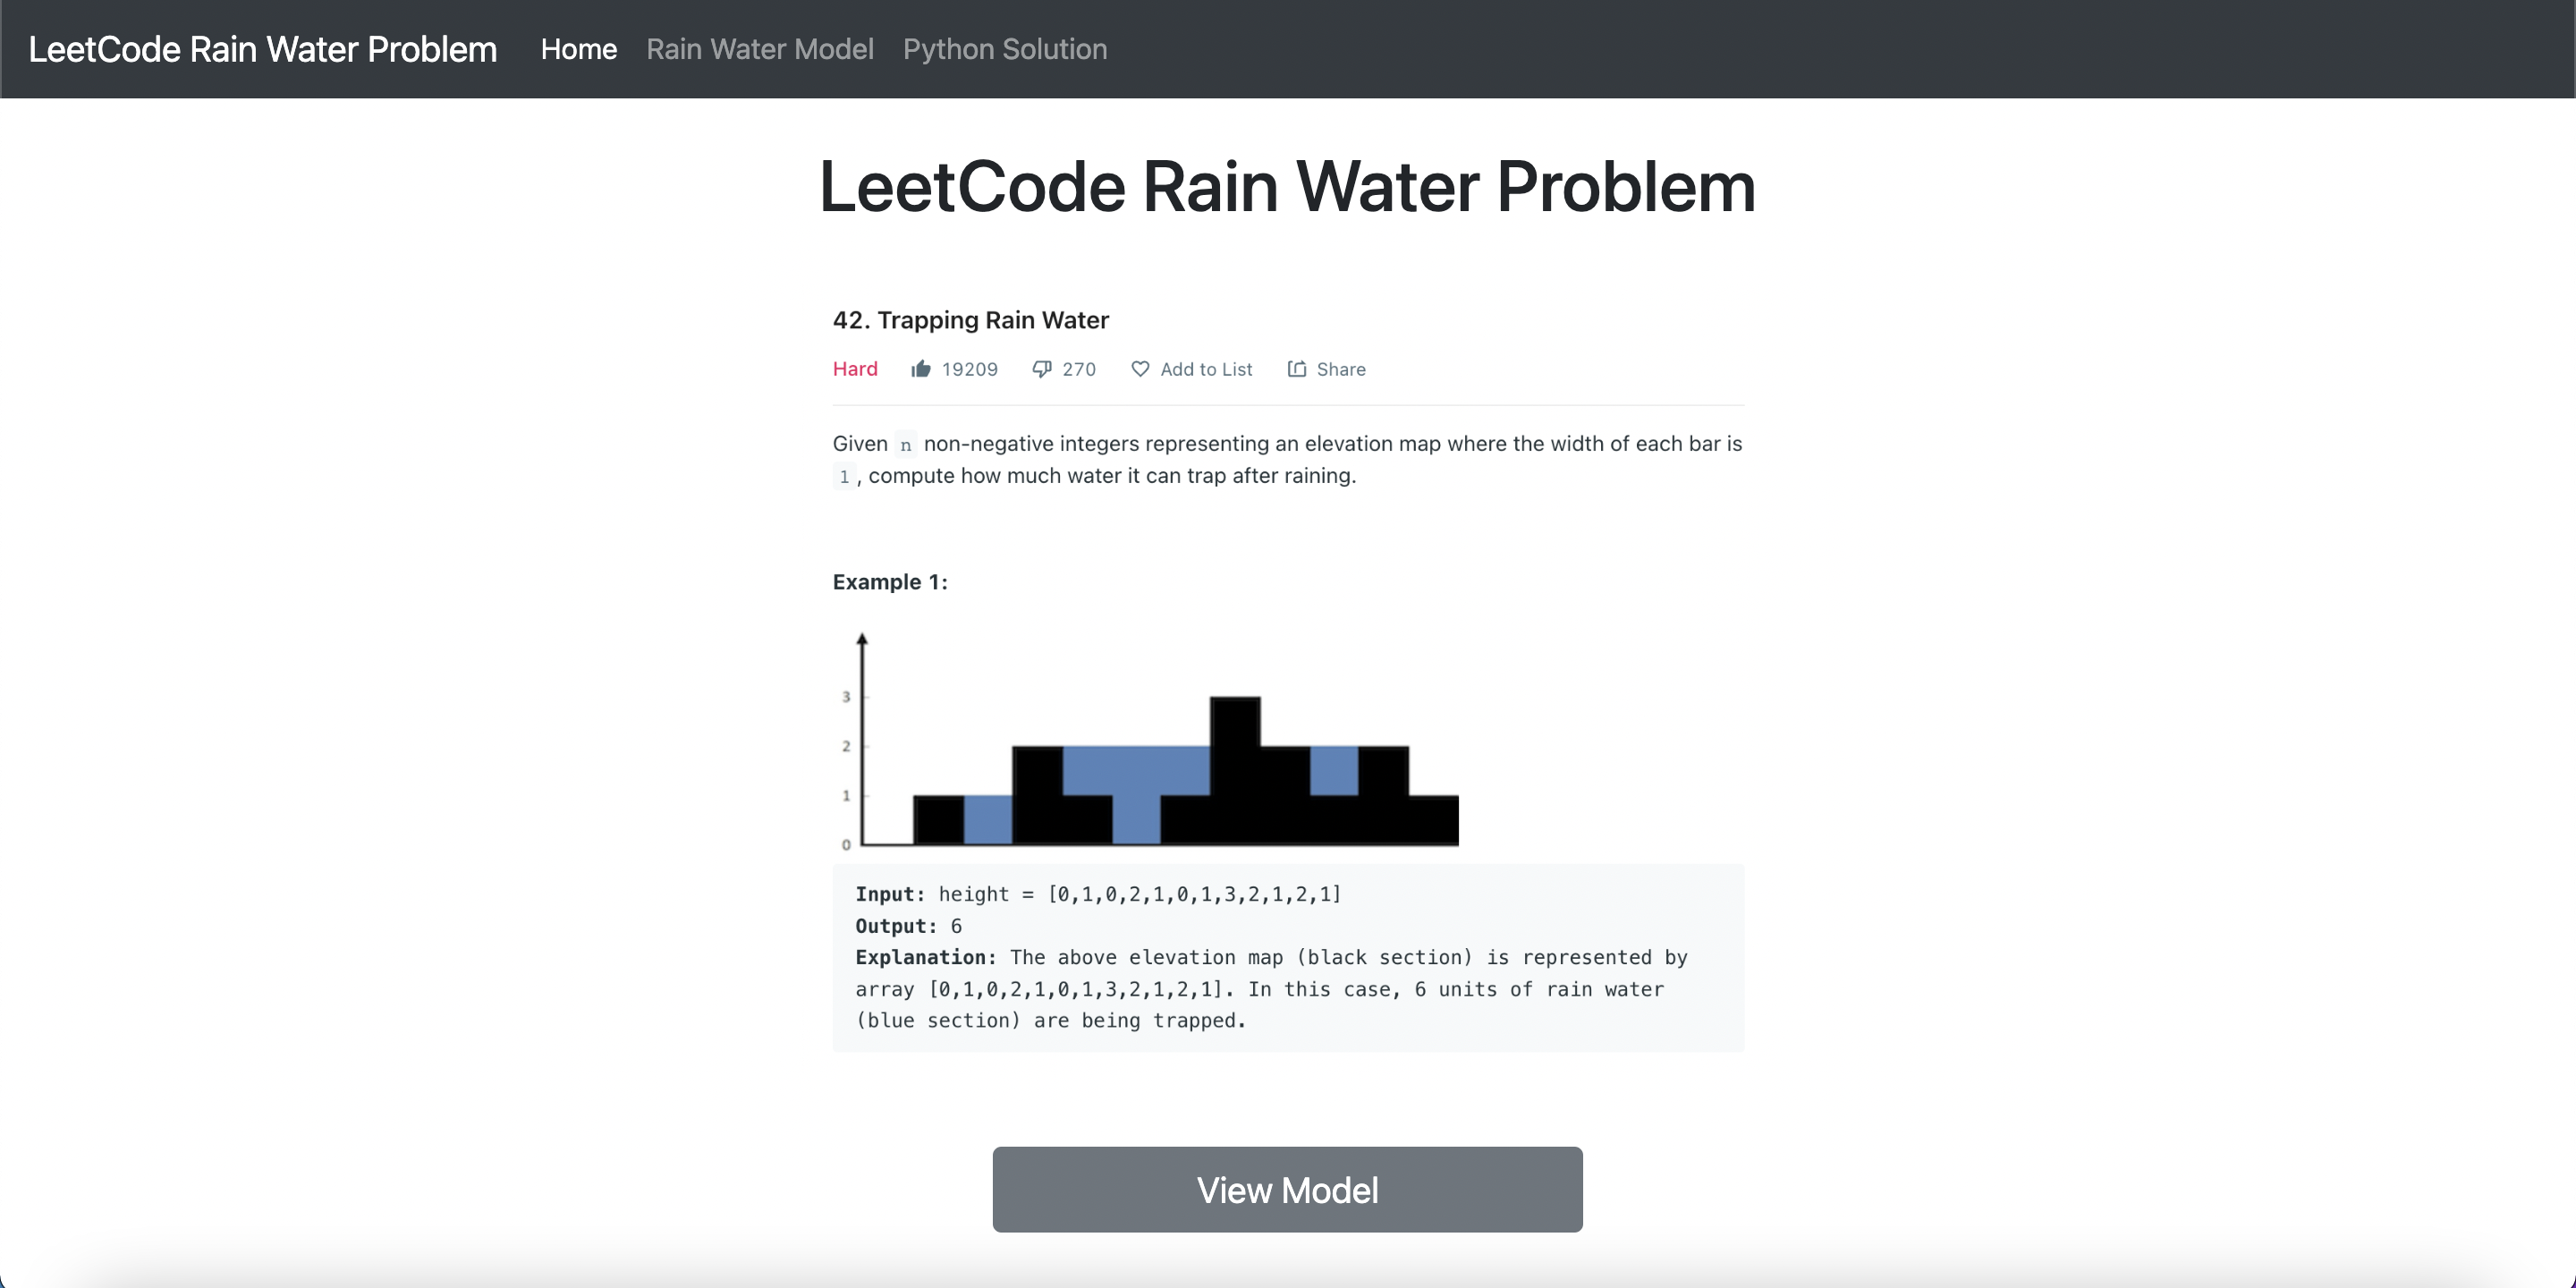 LeetCode Rain Water Problem Home Rain Water Model Python Solution
LeetCode Rain Water Problem
42. Trapping Rain Water
Hard 19209 270 Add to List Share
Given n non-negative integers representing an elevation map where the width of each bar is
1 , compute how much water it can trap after raining.
Example 1:
3
2
1
0
Input: height = [0,1,0,2,1,0,1,3,2,1,2,1]
Output: 6
Explanation: The above elevation map (black section) is represented by
array [0,1,0,2,1,0,1,3,2,1,2,1]. In this case, 6 units of rain water
(blue section) are being trapped.
View Model